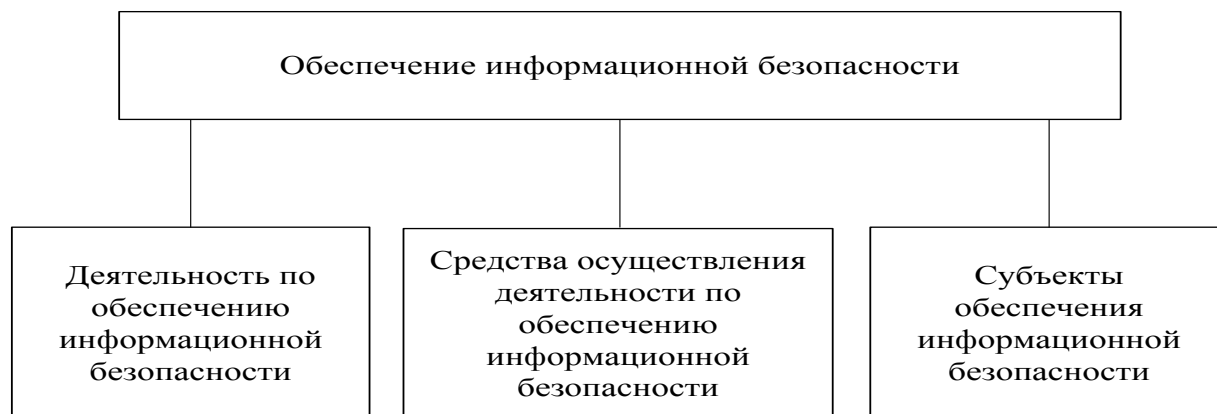 Обеспечение информационной безопасности
Деятельность по
обеспечению
информационной
безопасности
Средства осуществления
деятельности по
обеспечению
информационной
безопасности
Субъекты
обеспечения
информационной
безопасности